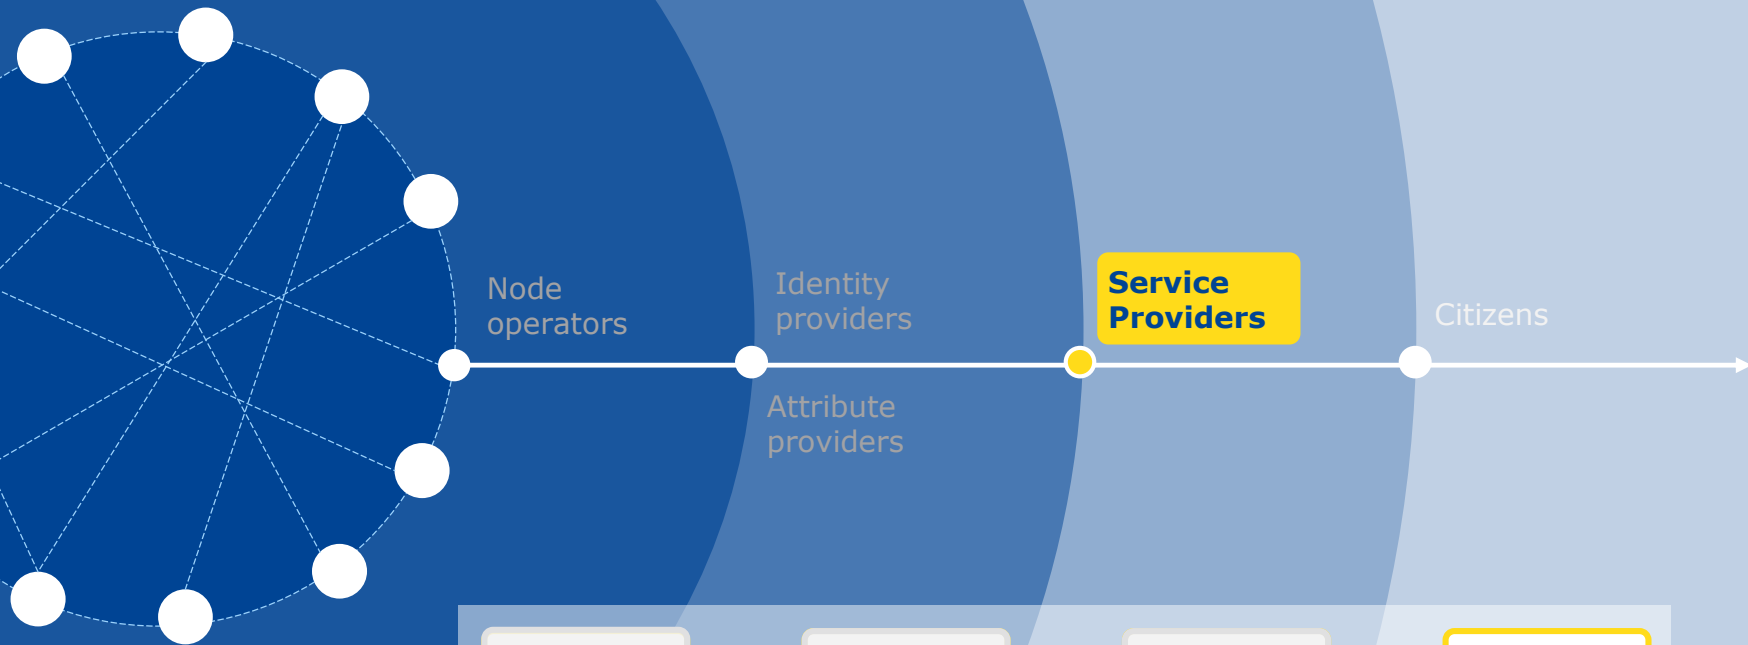 Node
operators
Identity
providers
Attribute
providers
Service
Providers
Citizens